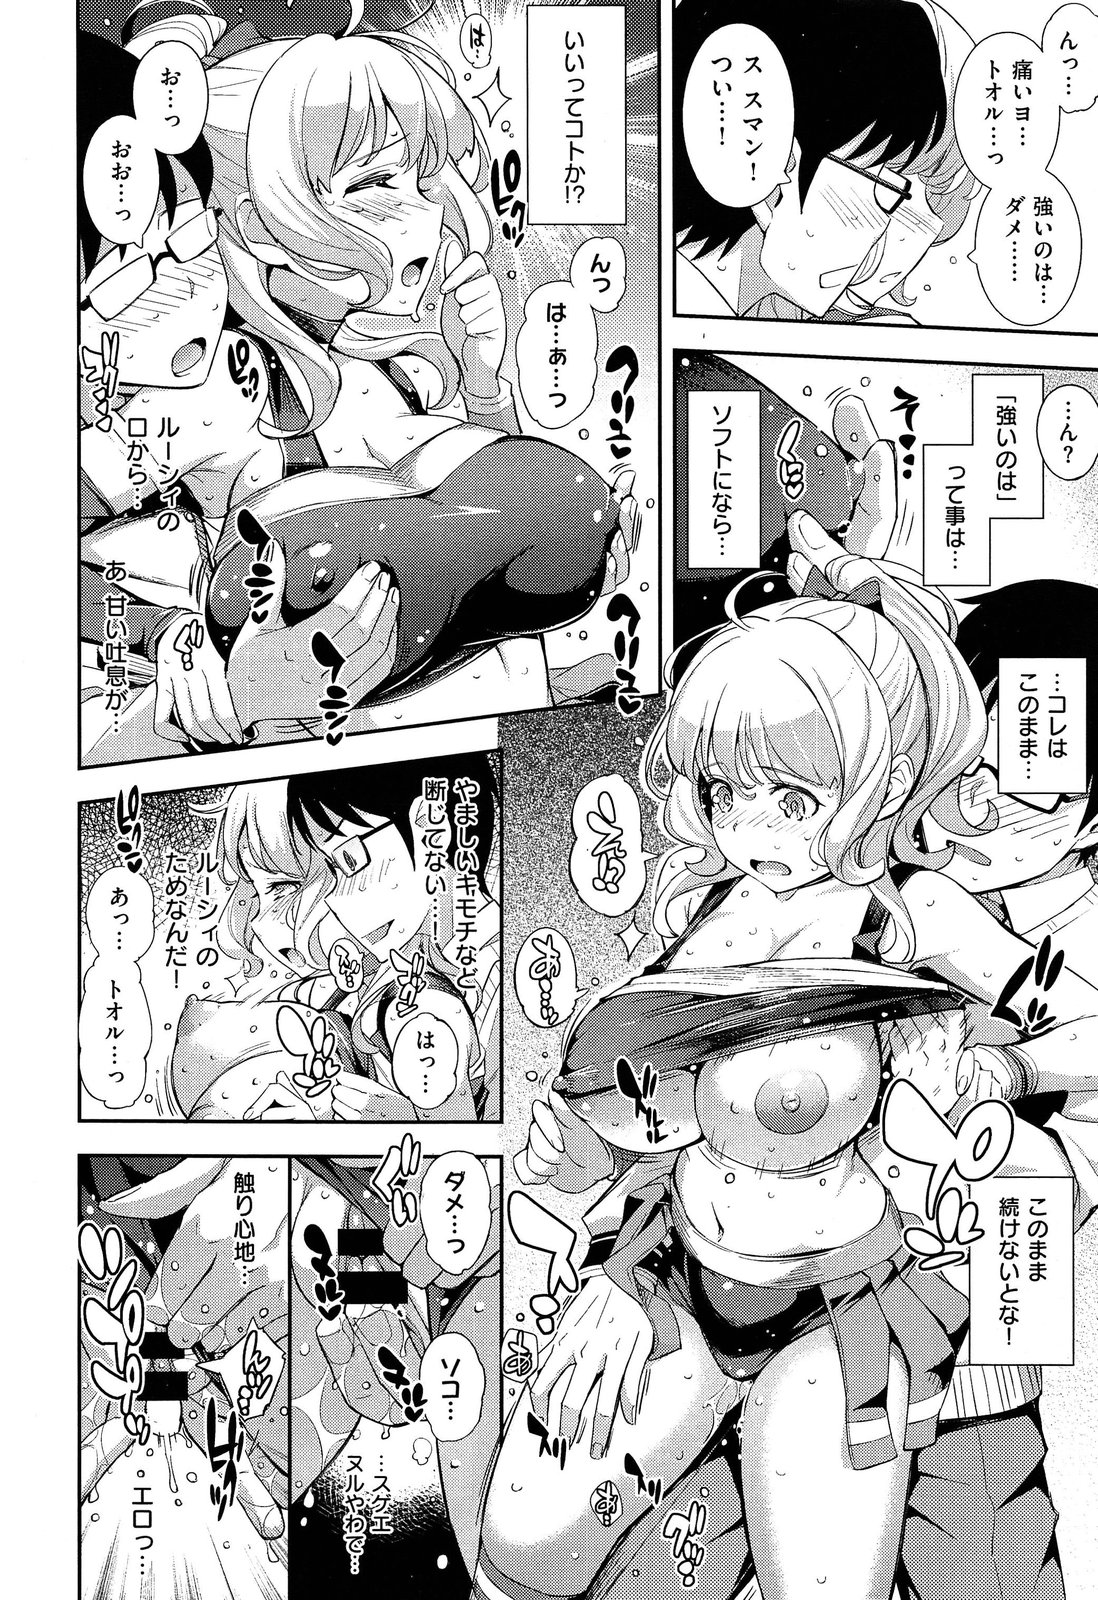 んっ…
痛いヨ…
トオル…っ
強いのは…
ダメ……
ス スマン！
つい…！
…ん？
「強いのは」
って事は…
ソフトになら…
いいってコトか!?
は…
んっ
は…あ…っ
お…っ
おお…っ
ルーシィの
口から…
あ 甘い吐息が…
…コレは
このまま…
このまま
続けないとな！
やましいキモチなど
断じてない…！
ルーシィの
ためなんだ！
はっ…
あっ…
トオル…っ
ダメ…っ
ソコ…
…スゲエ
ヌルやわで…
触り心地…
・エロっ…